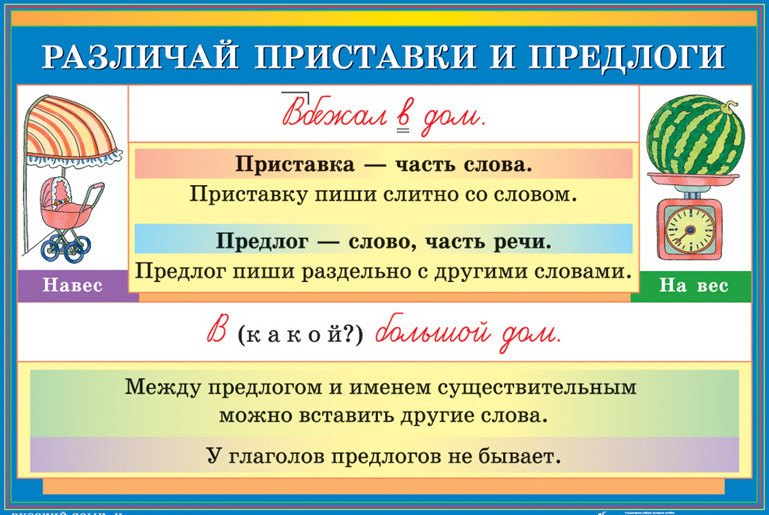 РАЗЛИЧАЙ ПРИСТАВКИ И ПРЕДЛОГИ
Вбежал в дом.
Приставка — часть слова.
Приставку пиши слитно со словом.
Предлог — слово, часть речи.
Предлог пиши раздельно с другими словами.
Навес
На вес
В (какой?) большой дом.
Между предлогом и именем существительным
можно вставить другие слова.
У глаголов предлогов не бывает.